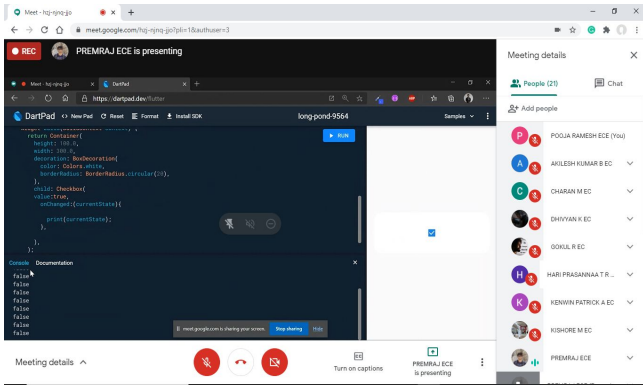 Meet - hzj-njnq-jjo
meet.google.com/hzj-njnq-jjo?pli=1&authuser=3
REC
PREMRAJ ECE is presenting
Meet - hzj-njnq-jjo
DartPad
https://dartpad.dev/flutter
DartPad
<> New Pad
Reset
Format
Install SDK
long-pond-9564
Samples
RUN
return Container(
height: 100.0,
width: 300.0,
decoration: BoxDecoration(
color: Colors.white,
borderRadius: BorderRadius.circular(20),
),
child: Checkbox(
value:true,
onChanged:(currentState){
print(currentState);
},
),
);
Console
Documentation
false
false
false
false
false
false
false
false
meet.google.com is sharing your screen.
Stop sharing
Hide
Meeting details
Turn on captions
PREMRAJ ECE
is presenting
Meeting details
People (21)
Chat
Add people
P
POOJA RAMESH ECE (You)
A
AKILESH KUMAR B EC
C
CHARAN M EC
DHIVYAN K EC
GOKUL R EC
H
HARI PRASANNAA T R ...
K
KENWIN PATRICK A EC
KISHORE M EC
PREMRAJ ECE